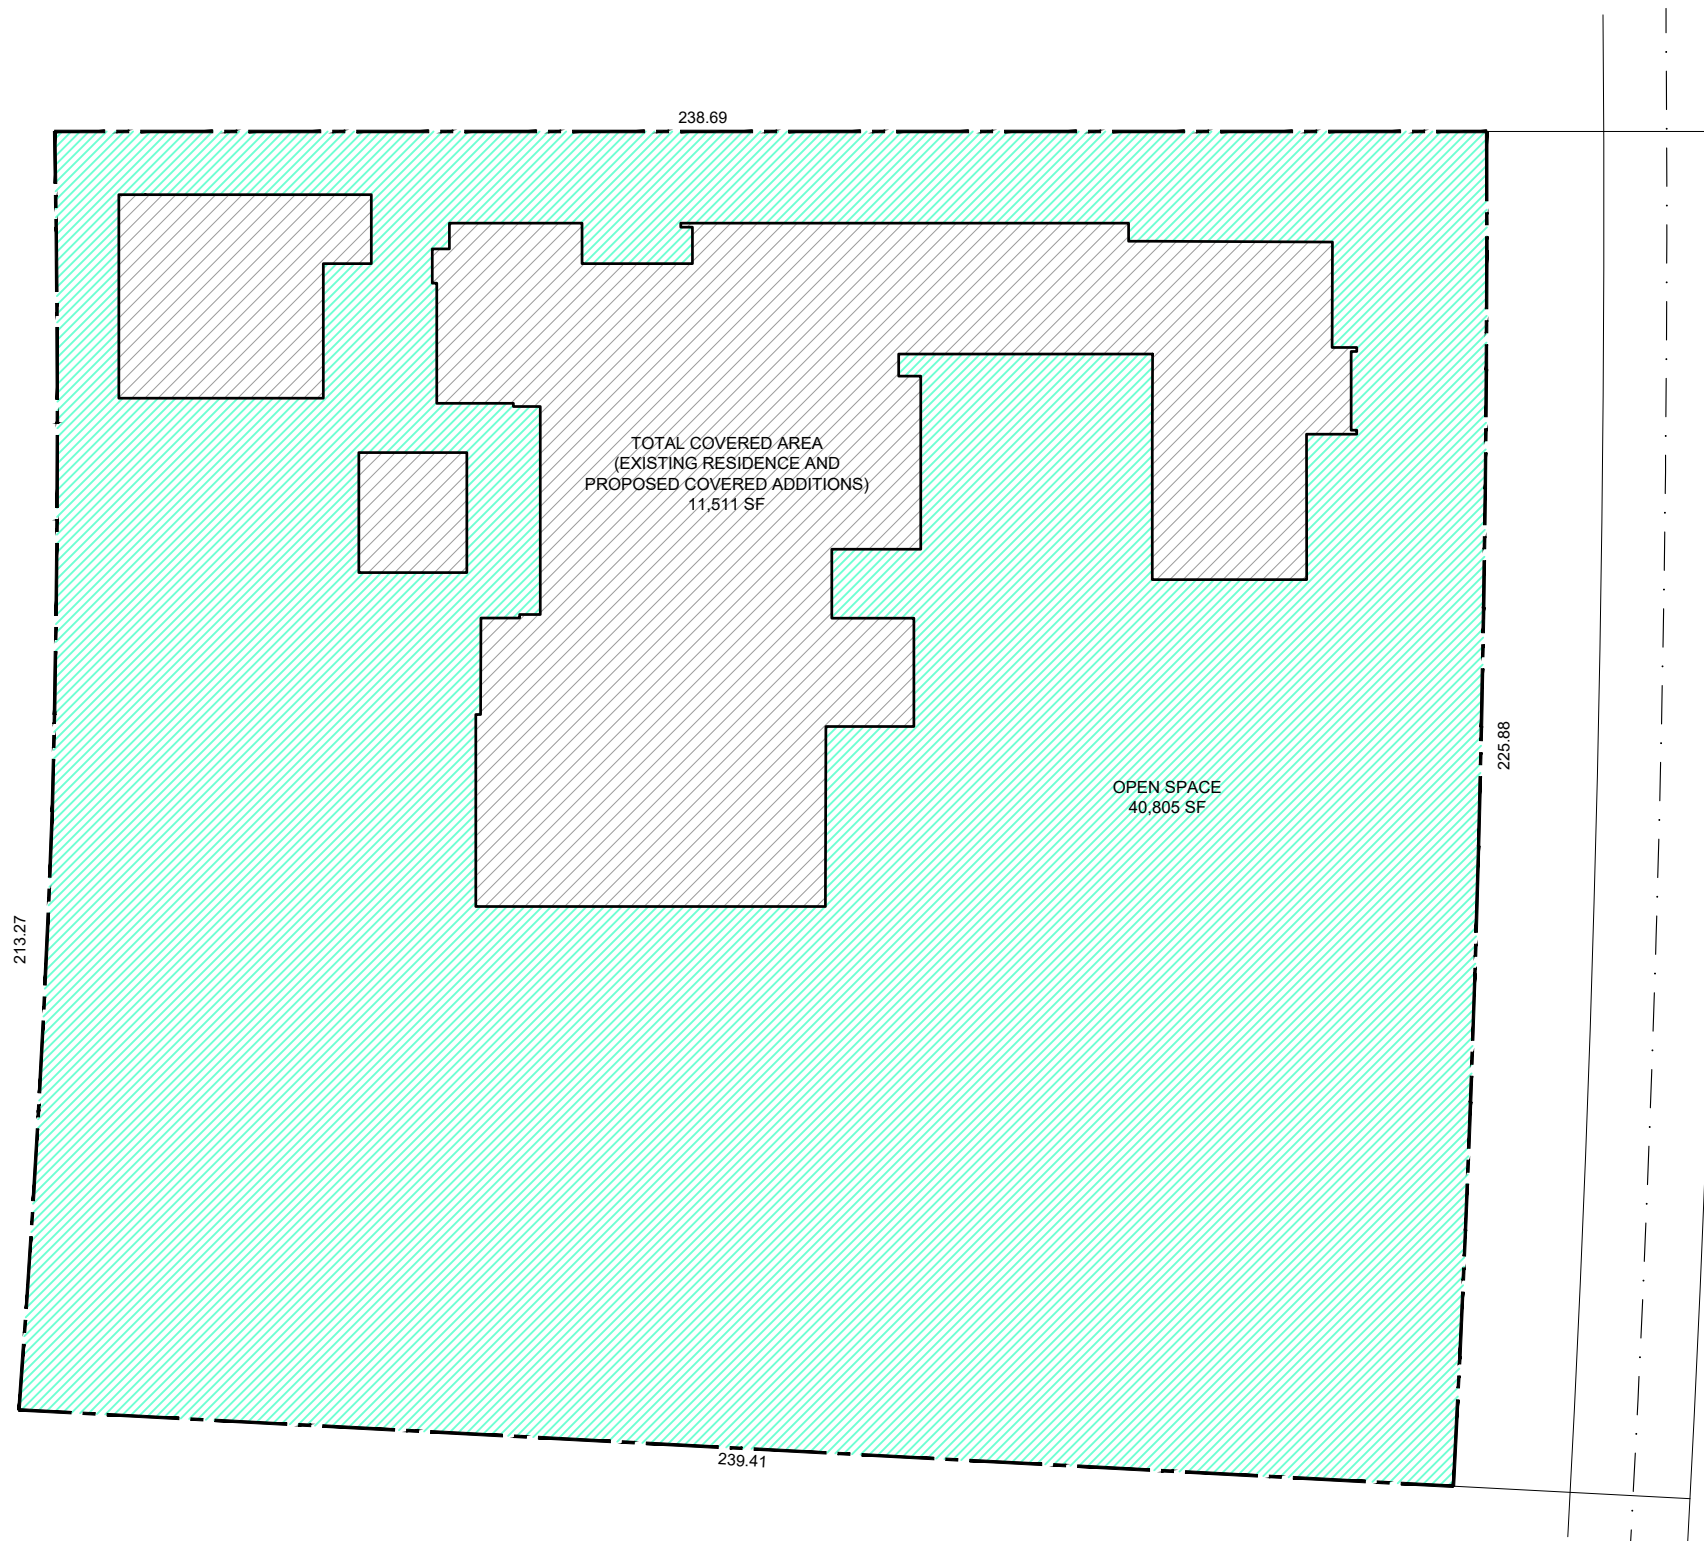 238.69
TOTAL COVERED AREA
(EXISTING RESIDENCE AND
PROPOSED COVERED ADDITIONS)
11,511 SF
225.88
OPEN SPACE
40,805 SF
213.27
239.41